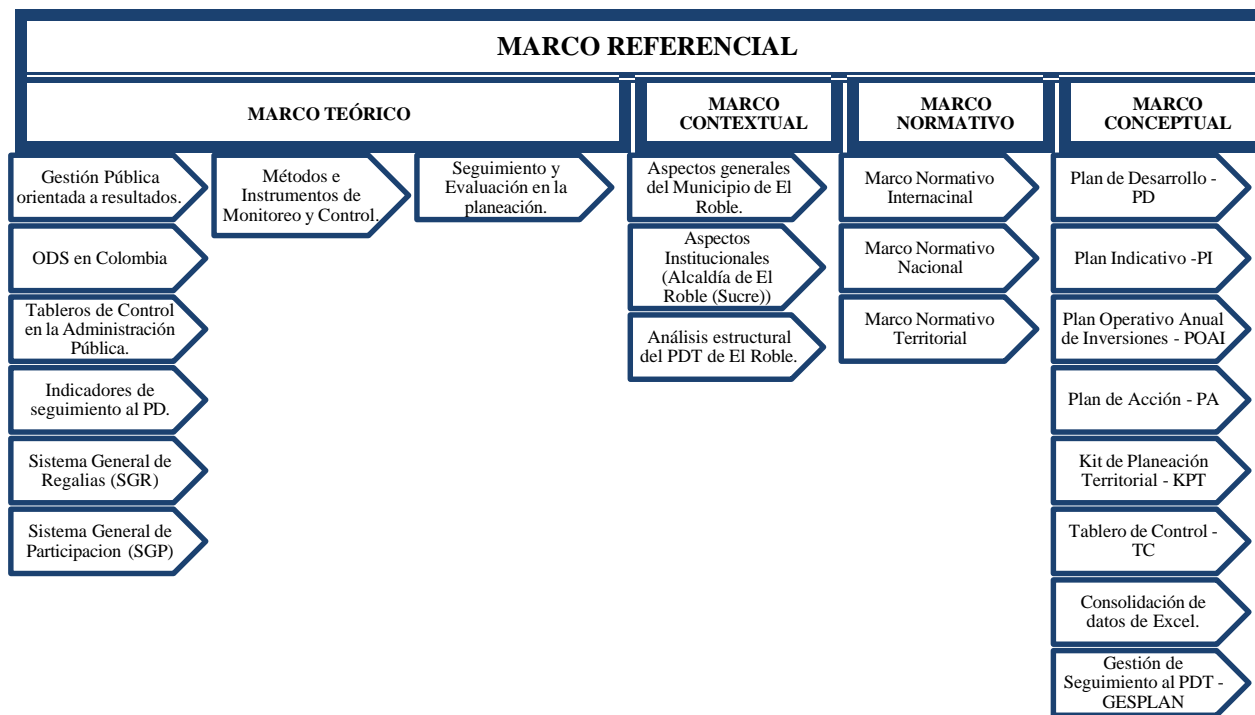 MARCO REFERENCIAL
MARCO TEÓRICO
MARCO
CONTEXTUAL
MARCO
NORMATIVO
MARCO
CONCEPTUAL
Gestión Pública
orientada a resultados.
ODS en Colombia
Tableros de Control
en la Administración
Pública.
Indicadores de
seguimiento al PD.
Sistema General de
Regalias (SGR)
Sistema General de
Participacion (SGP)
Métodos e
Instrumentos de
Monitoreo y Control.
Seguimiento y
Evaluación en la
planeación.
Aspectos generales
del Municipio de El
Roble.
Aspectos
Institucionales
(Alcaldía de El
Roble (Sucre))
Análisis estructural
del PDT de El Roble.
Marco Normativo
Internacinal
Marco Normativo
Nacional
Marco Normativo
Territorial
Plan de Desarrollo -
PD
Plan Indicativo -PI
Plan Operativo Anual
de Inversiones - POAI
Plan de Acción - PA
Kit de Planeación
Territorial - KPT
Tablero de Control -
TC
Consolidación de
datos de Excel.
Gestión de
Seguimiento al PDT -
GESPLAN